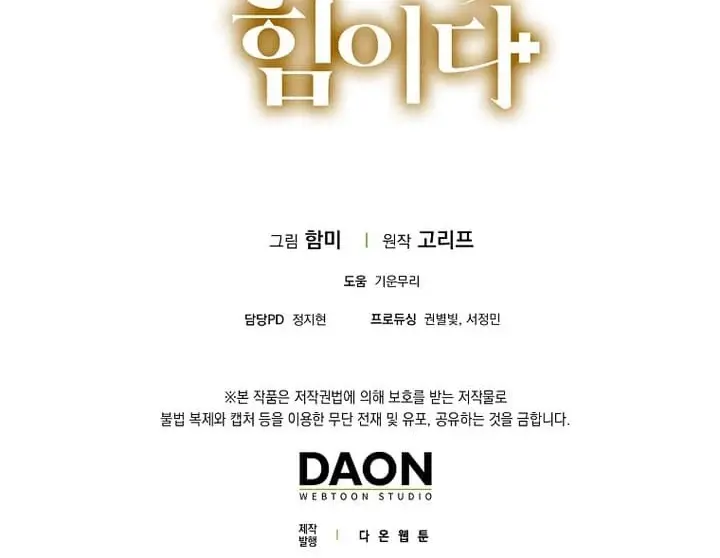 힘이다+
그림 함미 | 원작 고리프
도움 기운무리
담당PD 정지현 프로듀싱 권별빛, 서정민
※본 작품은 저작권법에 의해 보호를 받는 저작물로
불법 복제와 캡처 등을 이용한 무단 전재 및 유포, 공유하는 것을 금합니다.
DAON
WEBTOON STUDIO
제작
발행 | 다온웹툰